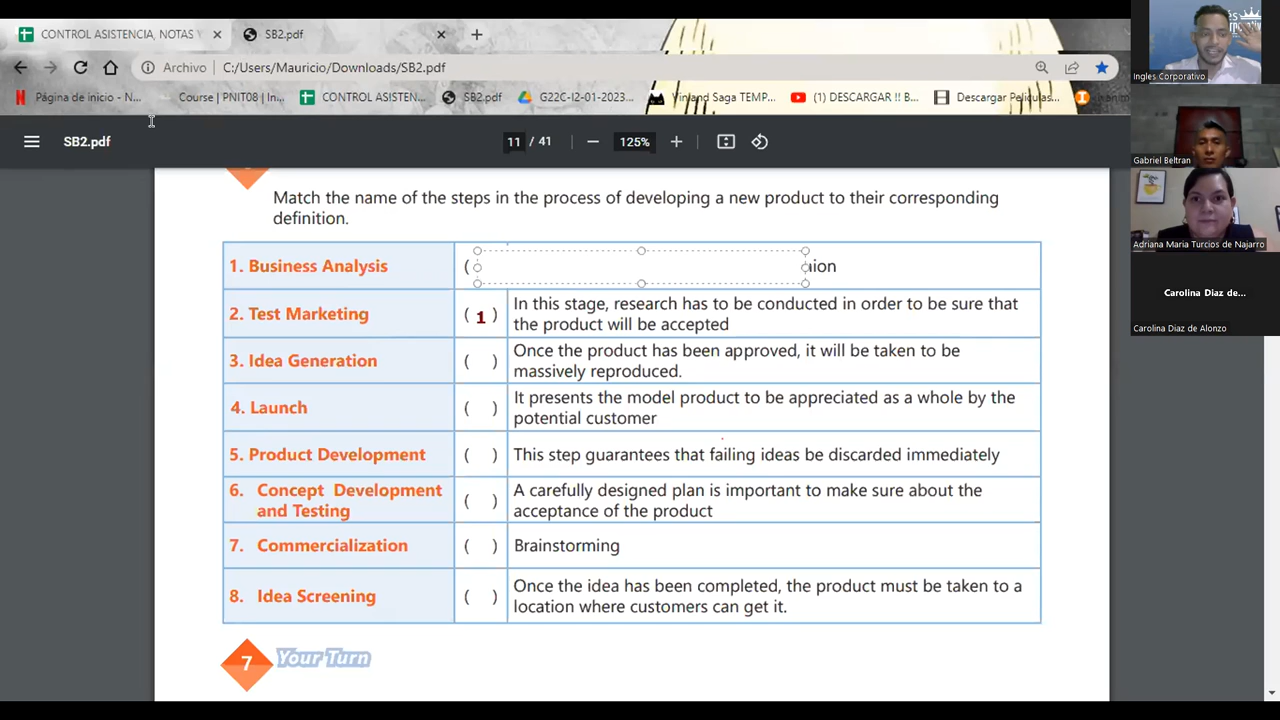 CONTROL ASISTENCIA, NOTAS Y
SB2.pdf
Archivo
C:/Users/Mauricio/Downloads/SB2.pdf
Página de inicio - N...
Course | PNIT08 | In...
CONTROL ASISTEN...
SB2.pdf
G22C-I2-01-2023...
Vinland Saga TEMP...
(1) DESCARGAR !! B...
Descargar Peliculas...
SB2.pdf
11 / 41
125%
Match the name of the steps in the process of developing a new product to their corresponding
definition.
1. Business Analysis
(
2. Test Marketing
( 1 )
In this stage, research has to be conducted in order to be sure that
the product will be accepted
3. Idea Generation
( )
Once the product has been approved, it will be taken to be
massively reproduced.
4. Launch
( )
It presents the model product to be appreciated as a whole by the
potential customer
5. Product Development
( )
This step guarantees that failing ideas be discarded immediately
6. Concept Development
and Testing
( )
A carefully designed plan is important to make sure about the
acceptance of the product
7. Commercialization
( )
Brainstorming
8. Idea Screening
( )
Once the idea has been completed, the product must be taken to a
location where customers can get it.
7
Your Turn
Ingles Corporativo
Gabriel Beltran
Adriana Maria Turcios de Najarro
Carolina Diaz de...
Carolina Diaz de Alonzo